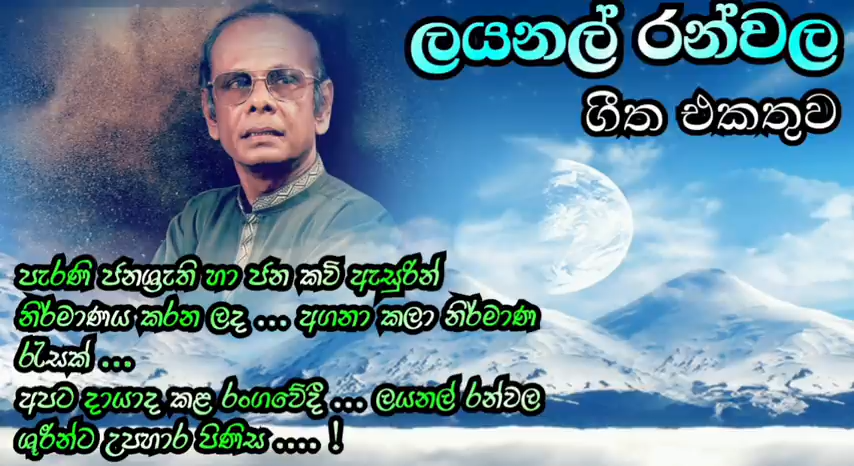 ලයනල් රන්වල
ගීත එකතුව
පැරණි ජනශ්‍රැති හා ජන කවි ඇසුරින්
නිර්මාණය කරන ලද ... අගනා කලා නිර්මාණ
රැසක් ...
අපට දායාද කළ රංගවේදී ... ලයනල් රන්වල
ශූරීන්ට උපහාර පිණිස .... !